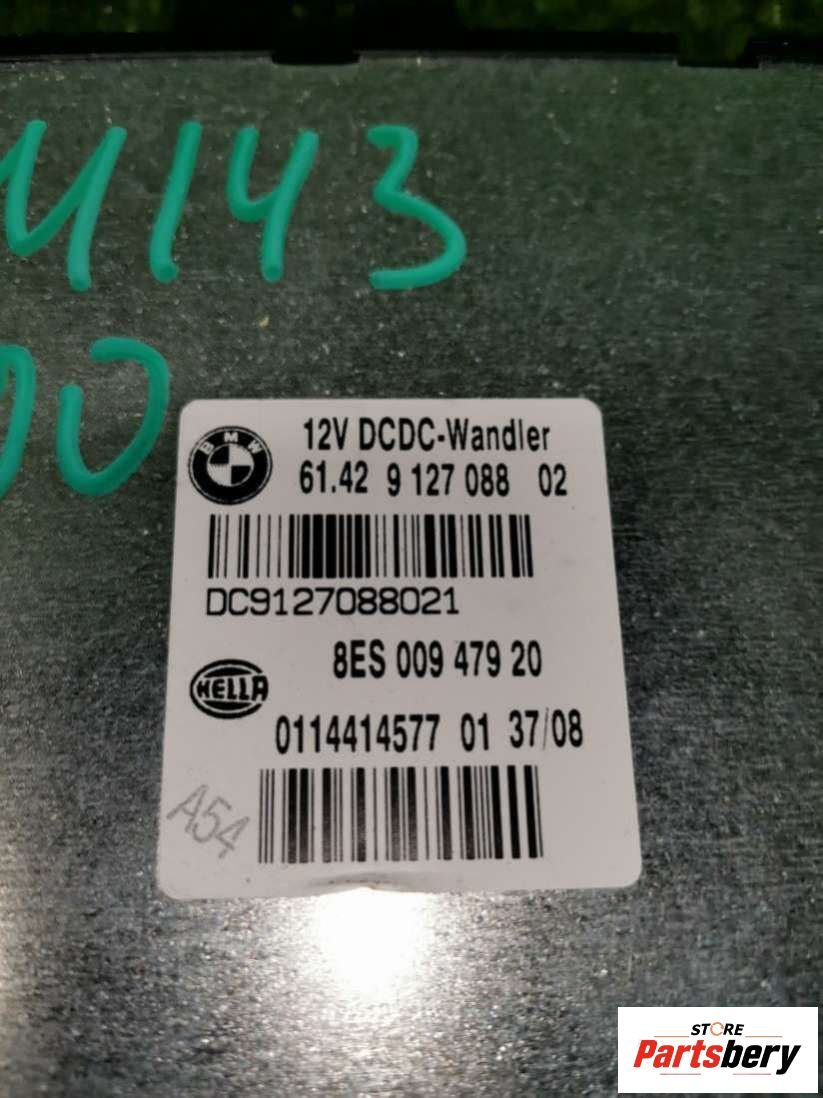 4143
00
12V DCDC-Wandler
BMW
61.42 9 127 088 02
DC9127088021
8ES 009 479 20
HELLA
0114414577 01 37/08
A54
STORE
Partsbery